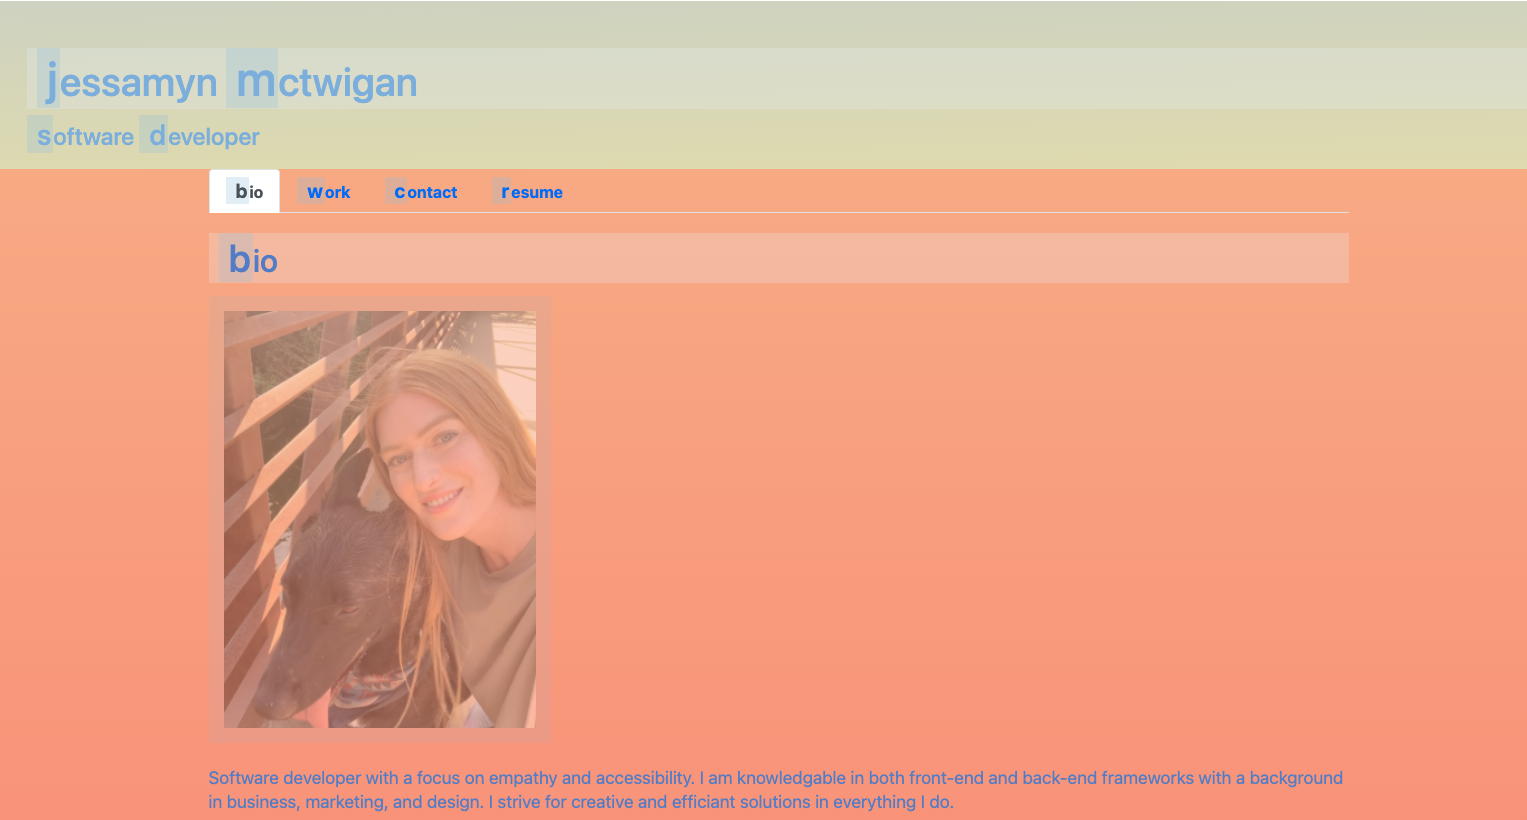 jessamyn mctwigan
software developer
bio work contact resume
bio
Software developer with a focus on empathy and accessibility. I am knowledgable in both front-end and back-end frameworks with a background
in business, marketing, and design. I strive for creative and efficiant solutions in everything I do.